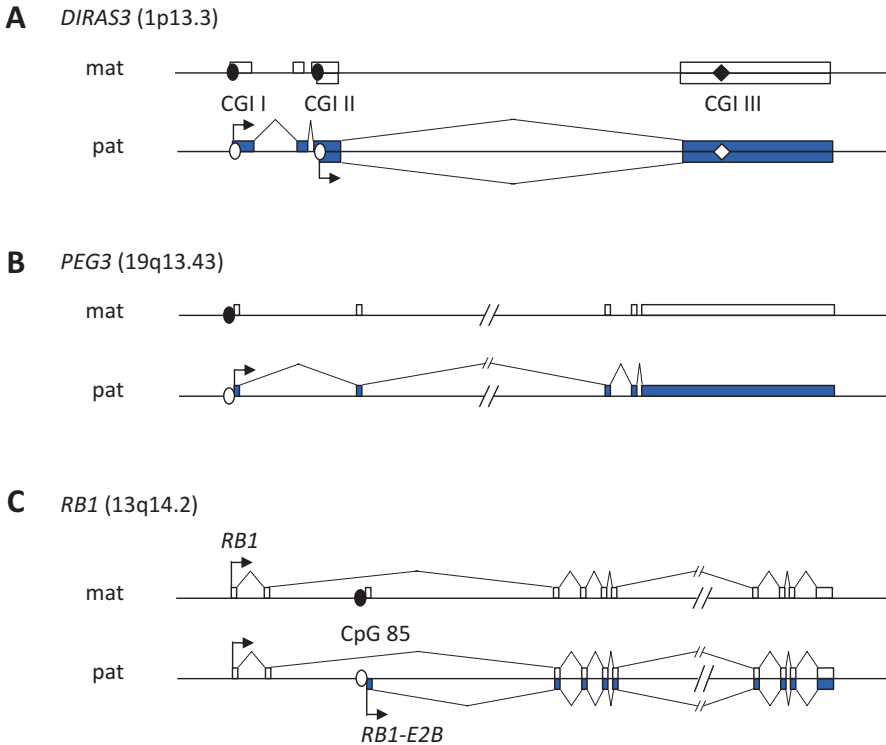 A DIRAS3 (1p13.3)
mat
CGI I CGI II CGI III
pat
B PEG3 (19q13.43)
mat
pat
C RB1 (13q14.2)
RB1
mat
CpG 85
pat
RB1-E2B